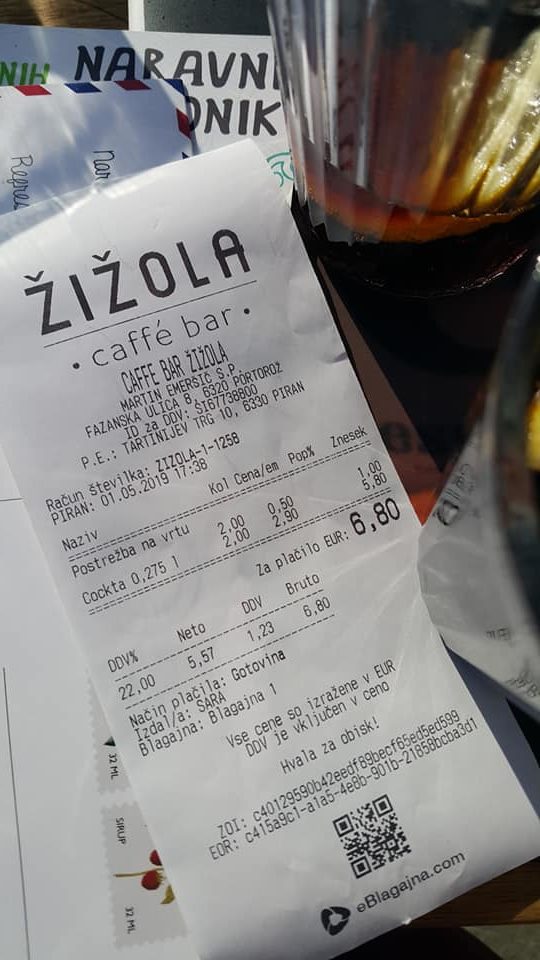 NIH NARAVNI
ONIK
Nar
ŽIŽOLA
• caffé bar •
CAFFE BAR ŽIŽOLA
MARTIN EMERŠIČ S.P.
FAZANSKA ULICA 8, 6320 PORTOROŽ
ID za DDV: SI67738800
P.E.: TARTINIJEV TRG 10, 6330 PIRAN
Račun številka: ZIZOLA-1-1258
PIRAN: 01.05.2019 17:38
Naziv Kol Cena/em Pop% Znesek
Postrežba na vrtu 2,00 0,50 1,00
Cockta 0,275 l 2,00 2,90 5,80
Za plačilo EUR: 6,80
DDV% Neto DDV Bruto
22,00 5,57 1,23 6,80
Način plačila: Gotovina
Izdal/a: SARA
Blagajna: Blagajna 1
Vse cene so izražene v EUR
DDV je vključen v ceno
Hvala za obisk!
ZOI: c40129590b42eedf69becf65ed5ed599
EOR: c415a9c1-a1a5-4e8b-901b-21858bcba3d1
eBlagajna.com
32 ML
SIRUP
32 ML